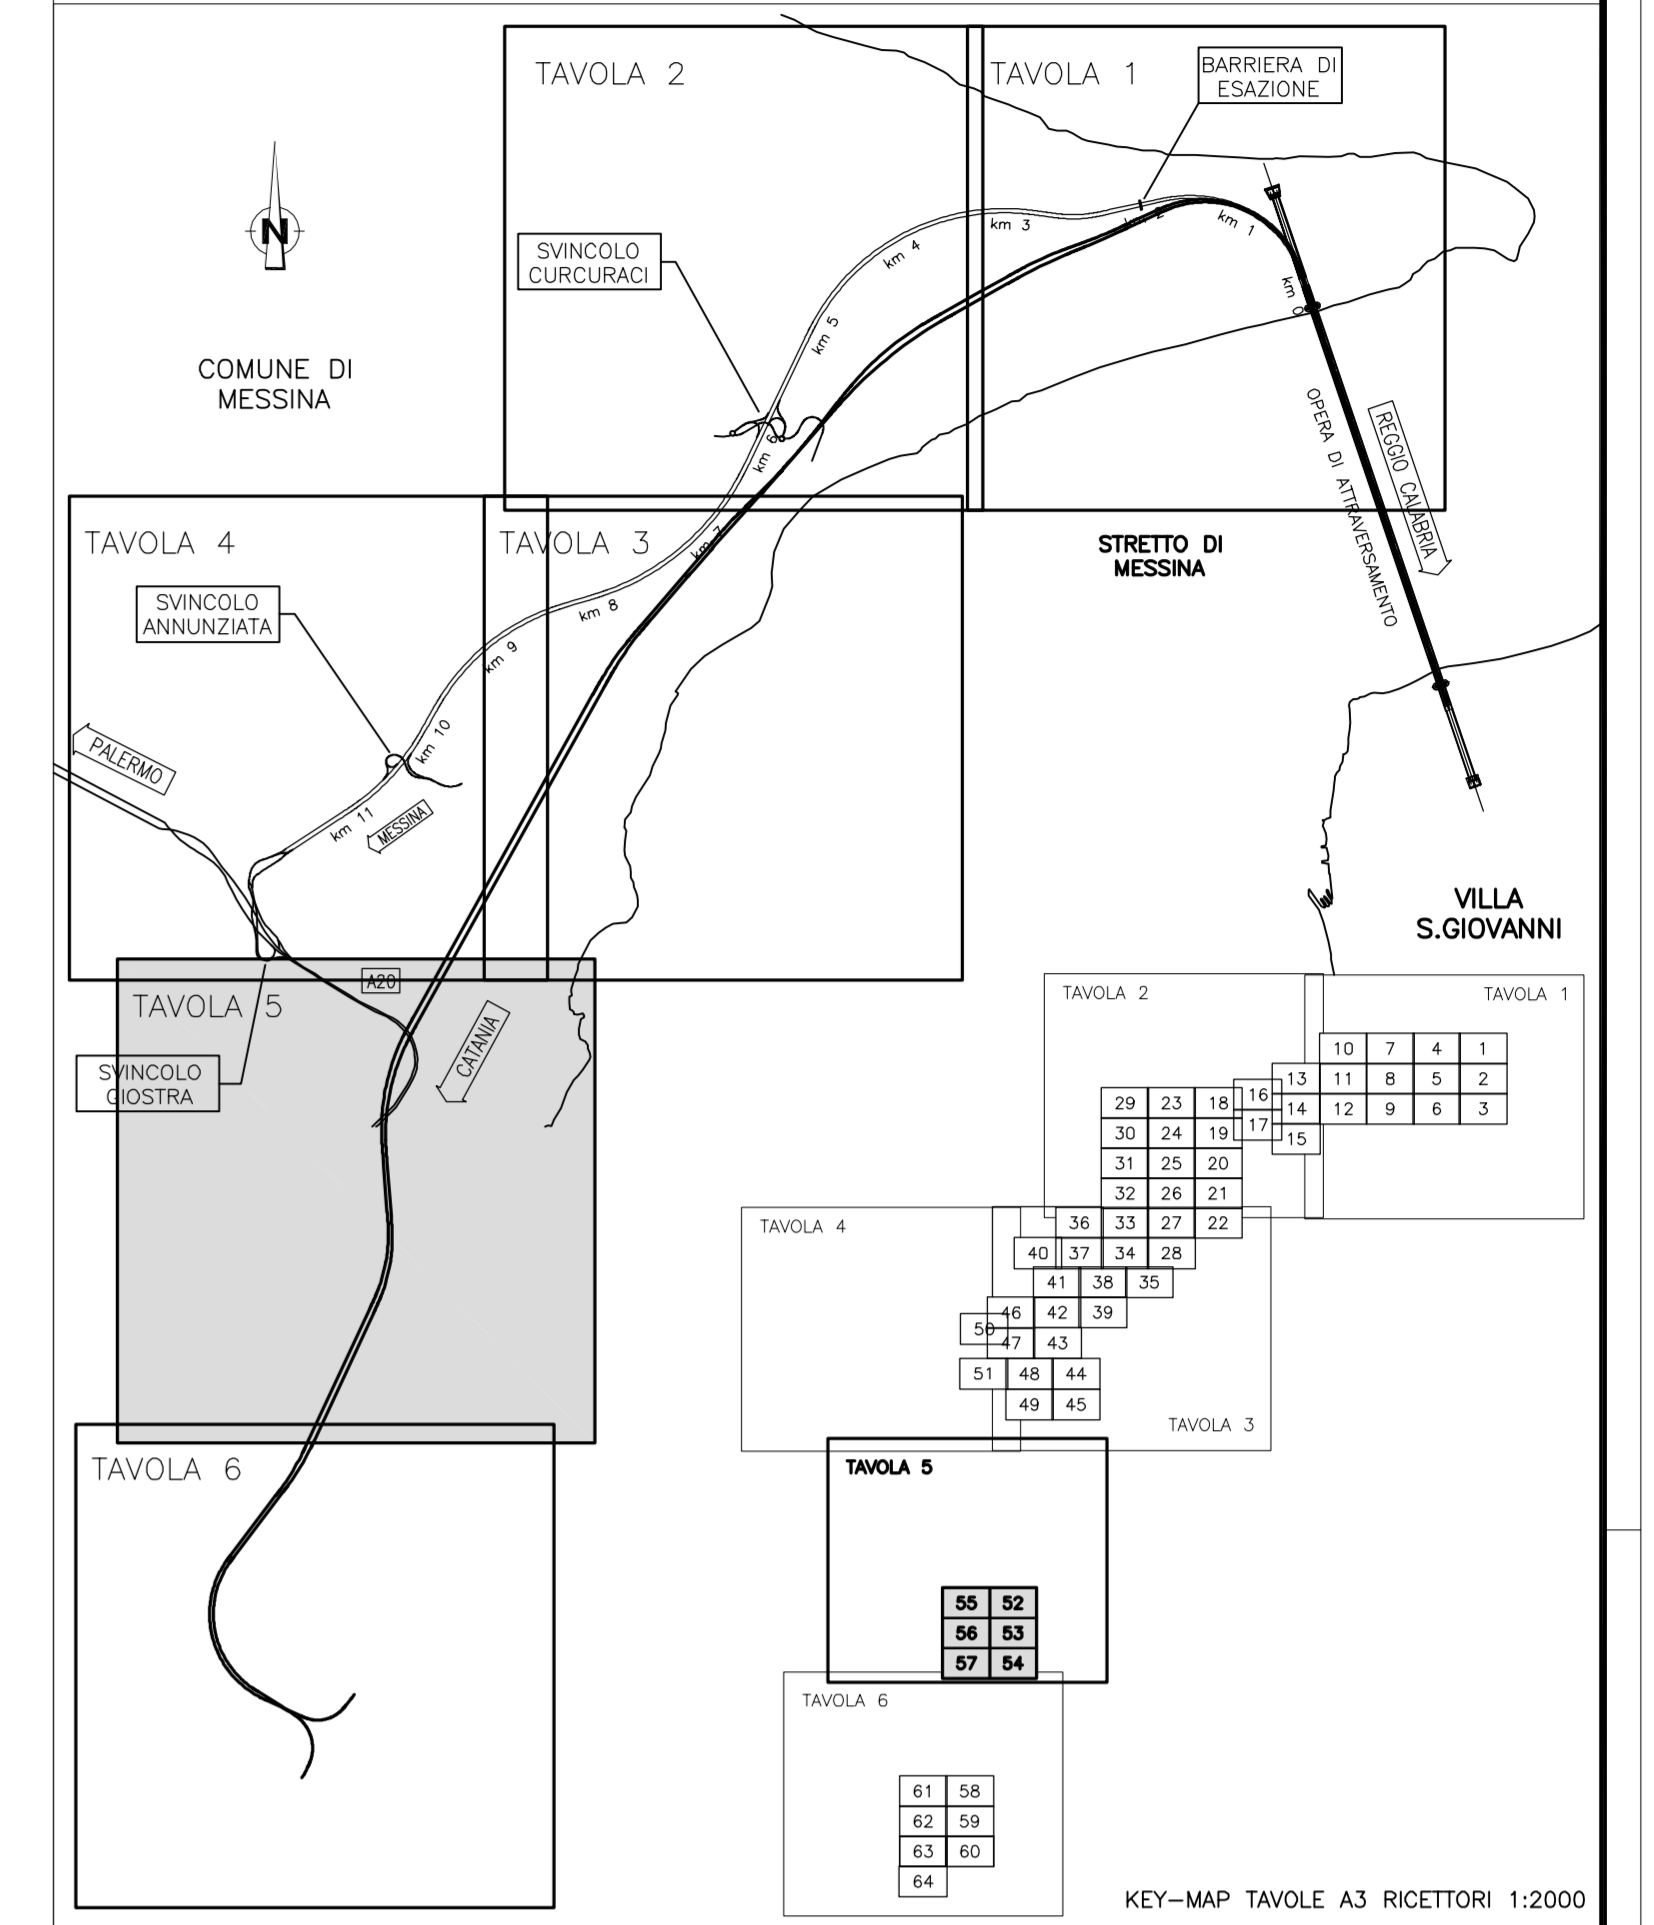 TAVOLA 2
TAVOLA 1
BARRIERA DI
ESAZIONE
N
SVINCOLO
CURCURACI
COMUNE DI
MESSINA
km 0
km 1
km 2
km 3
km 4
km 5
km 6
km 7
km 8
km 9
km 10
km 11
OPERA DI ATTRAVERSAMENTO
REGGIO CALABRIA
STRETTO DI
MESSINA
TAVOLA 4
TAVOLA 3
SVINCOLO
ANNUNZIATA
PALERMO
MESSINA
VILLA
S.GIOVANNI
A20
TAVOLA 5
CATANIA
SVINCOLO
GIOSTRA
TAVOLA 6
TAVOLA 2
TAVOLA 1
10 7 4 1
13 11 8 5 2
16 14 12 9 6 3
17 15
29 23 18
30 24 19
31 25 20
32 26 21
TAVOLA 4
36 33 27 22
40 37 34 28
41 38 35
46 42 39
50 47 43
51 48 44
49 45
TAVOLA 3
TAVOLA 5
55 52
56 53
57 54
TAVOLA 6
61 58
62 59
63 60
64
KEY-MAP TAVOLE A3 RICETTORI 1:2000